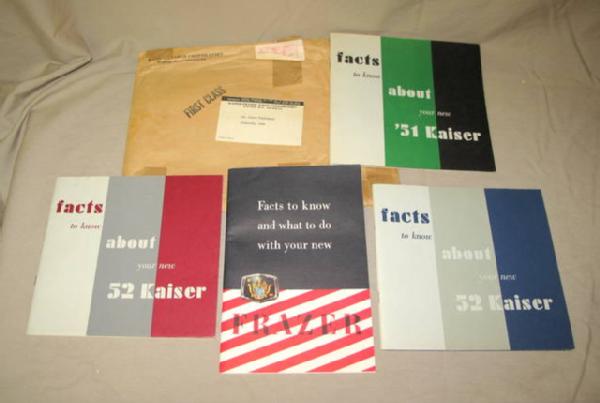 FIRST CLASS
facts
to know
about
your new
'51 Kaiser
facts
to know
about
your new
52 Kaiser
Facts to know
and what to do
with your new
FRAZER
facts
to know
about
your new
52 Kaiser